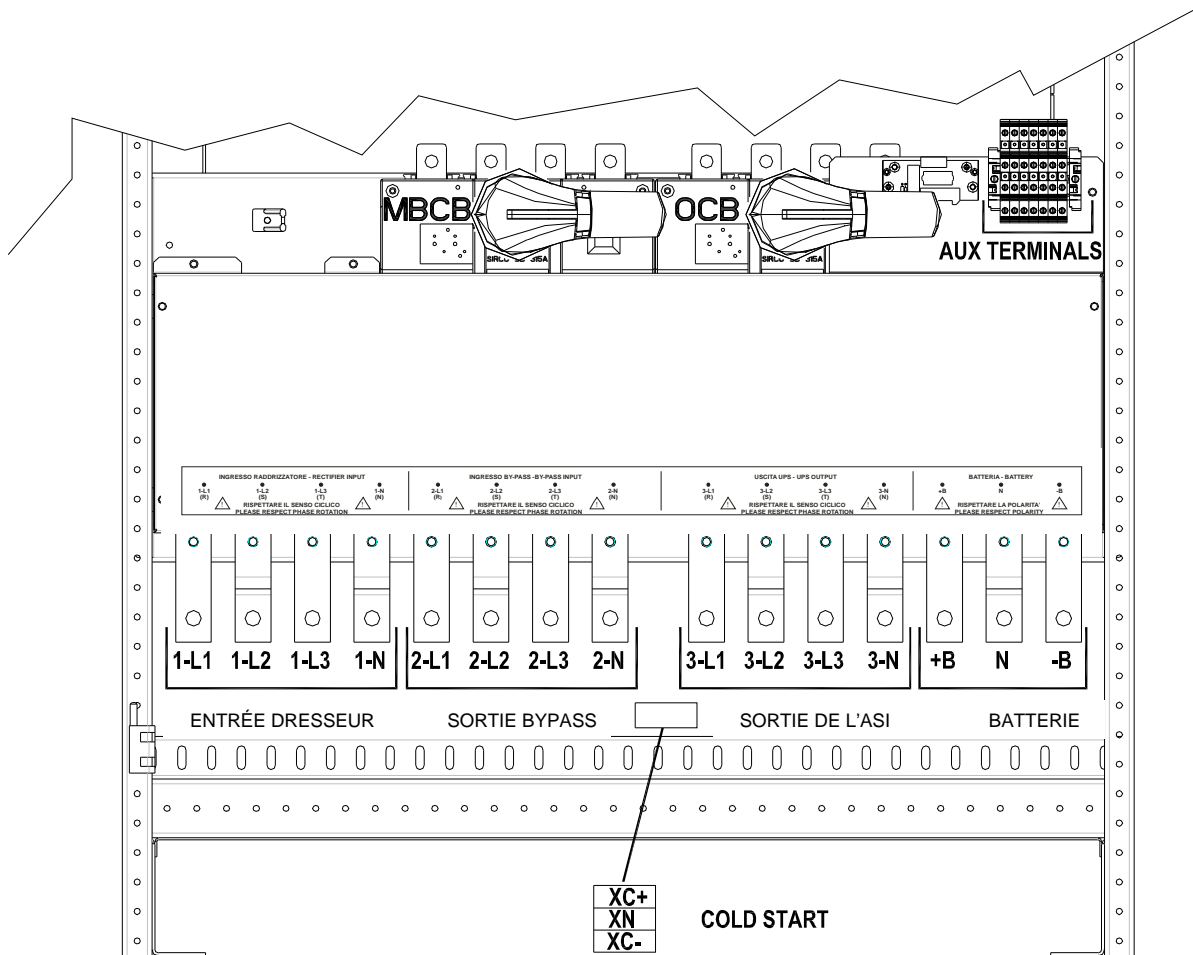 MBCB
OCB
SIRCO
315A
SIRCO
315A
AUX TERMINALS
INGRESSO RADDRIZZATORE - RECTIFIER INPUT
1-L1 1-L2 1-L3 1-N
(R) (S) (T) (N)
RISPETTARE IL SENSO CICLICO
PLEASE RESPECT PHASE ROTATION
INGRESSO BY-PASS -BY-PASS INPUT
2-L1 2-L2 2-L3 2-N
(R) (S) (T) (N)
RISPETTARE IL SENSO CICLICO
PLEASE RESPECT PHASE ROTATION
USCITA UPS - UPS OUTPUT
3-L1 3-L2 3-L3 3-N
(R) (S) (T) (N)
RISPETTARE IL SENSO CICLICO
PLEASE RESPECT PHASE ROTATION
BATTERIA - BATTERY
+B N -B
RISPETTARE LA POLARITA'
PLEASE RESPECT POLARITY
1-L1 1-L2 1-L3 1-N 2-L1 2-L2 2-L3 2-N 3-L1 3-L2 3-L3 3-N +B N -B
ENTRÉE DRESSEUR SORTIE BYPASS SORTIE DE L'ASI BATTERIE
XC+
XN
XC-
COLD START